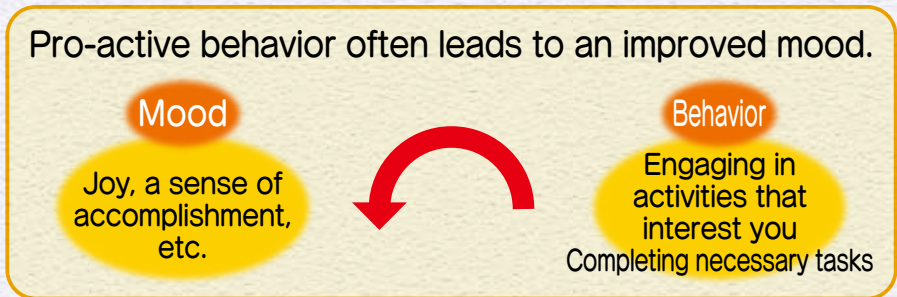 Pro-active behavior often leads to an improved mood.
Mood
Joy, a sense of
accomplishment,
etc.
Behavior
Engaging in
activities that
interest you
Completing necessary tasks